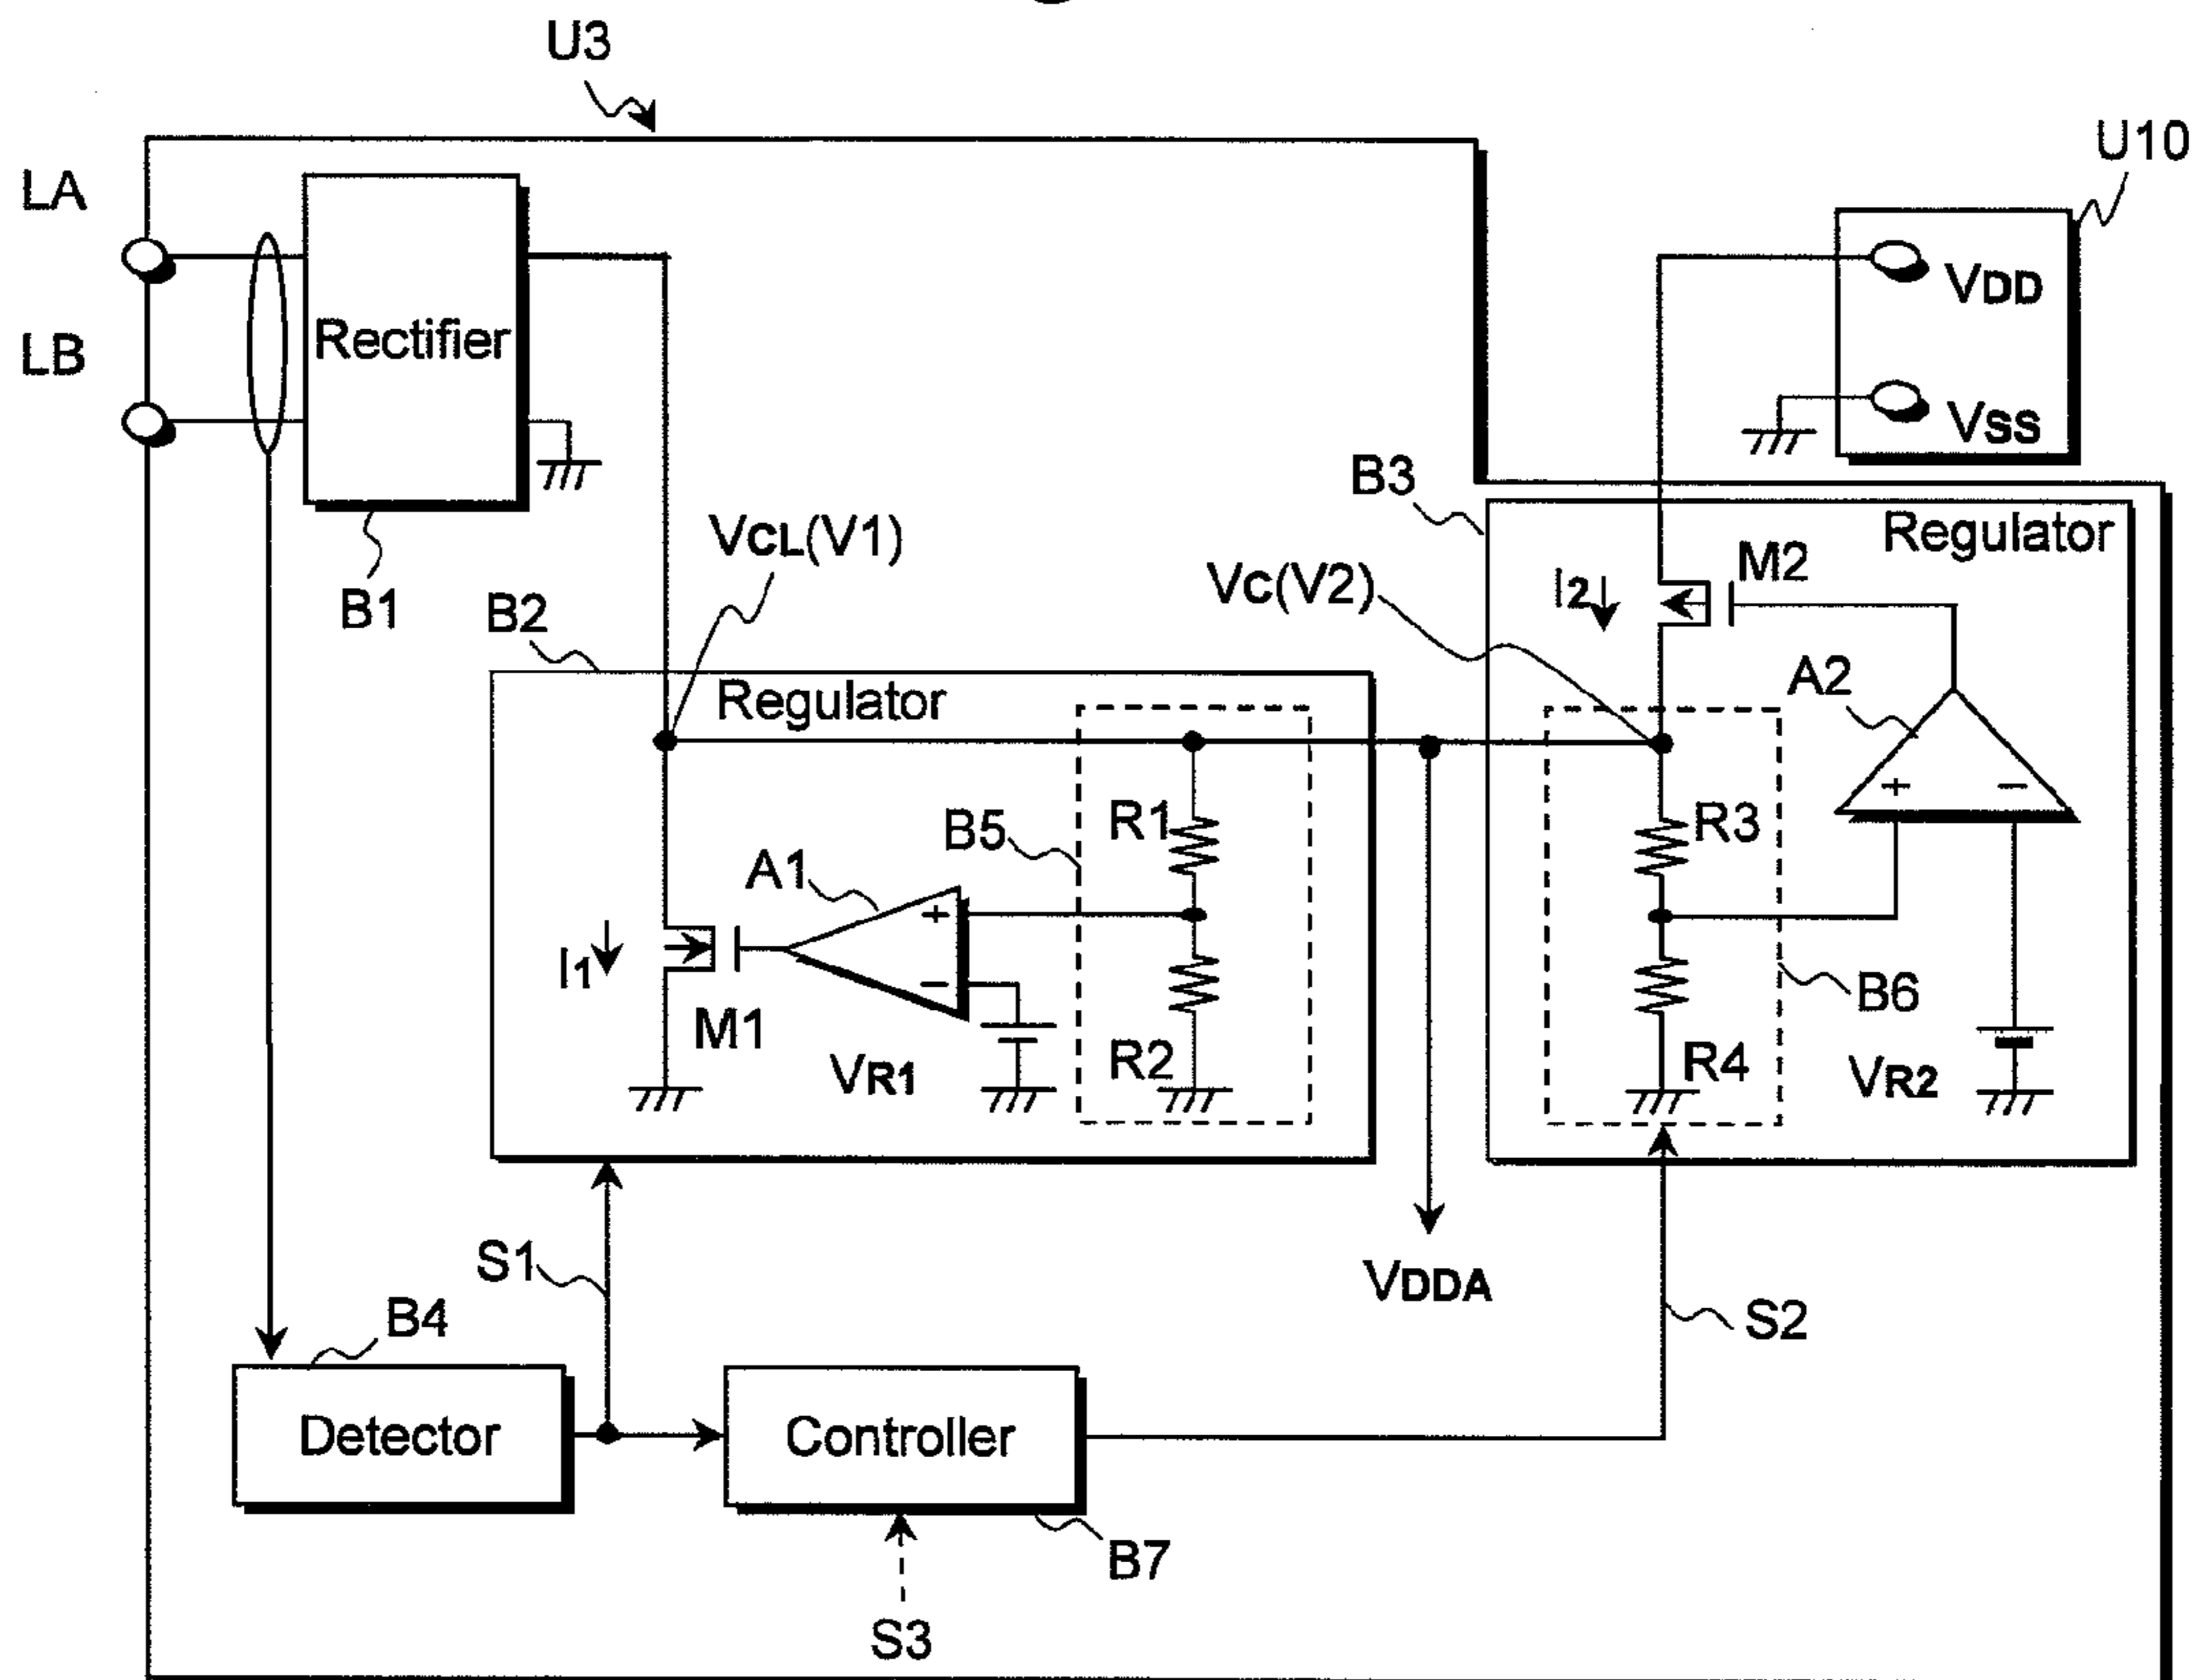 U3
U10
LA
LB
Rectifier
B1
VDD
VSS
B3
Regulator
VCL(V1)
VC(V2)
I2
M2
A2
B2
Regulator
B5
R1
A1
+
−
I1
M1
VR1
R2
+ −
R3
R4
B6
VR2
S1
VDDA
S2
B4
Detector
Controller
B7
S3